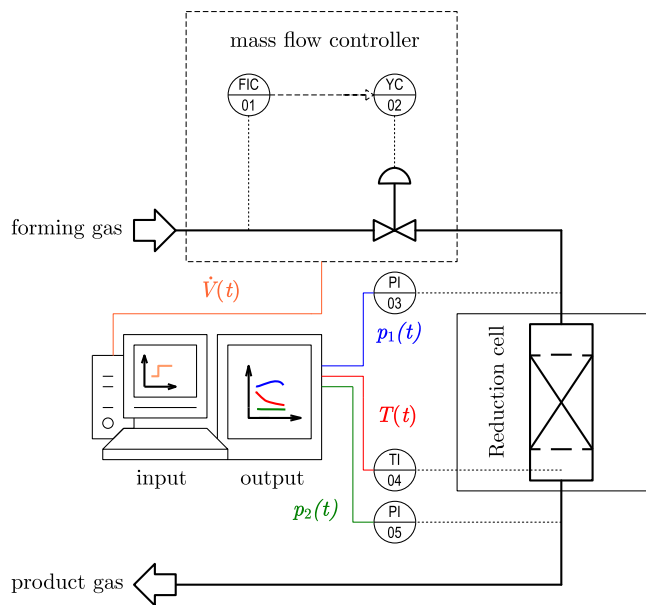 mass flow controller
FIC
01
YC
02
forming gas
V̇(t)
PI
03
p₁(t)
Reduction cell
T(t)
TI
04
input
output
p₂(t)
PI
05
product gas